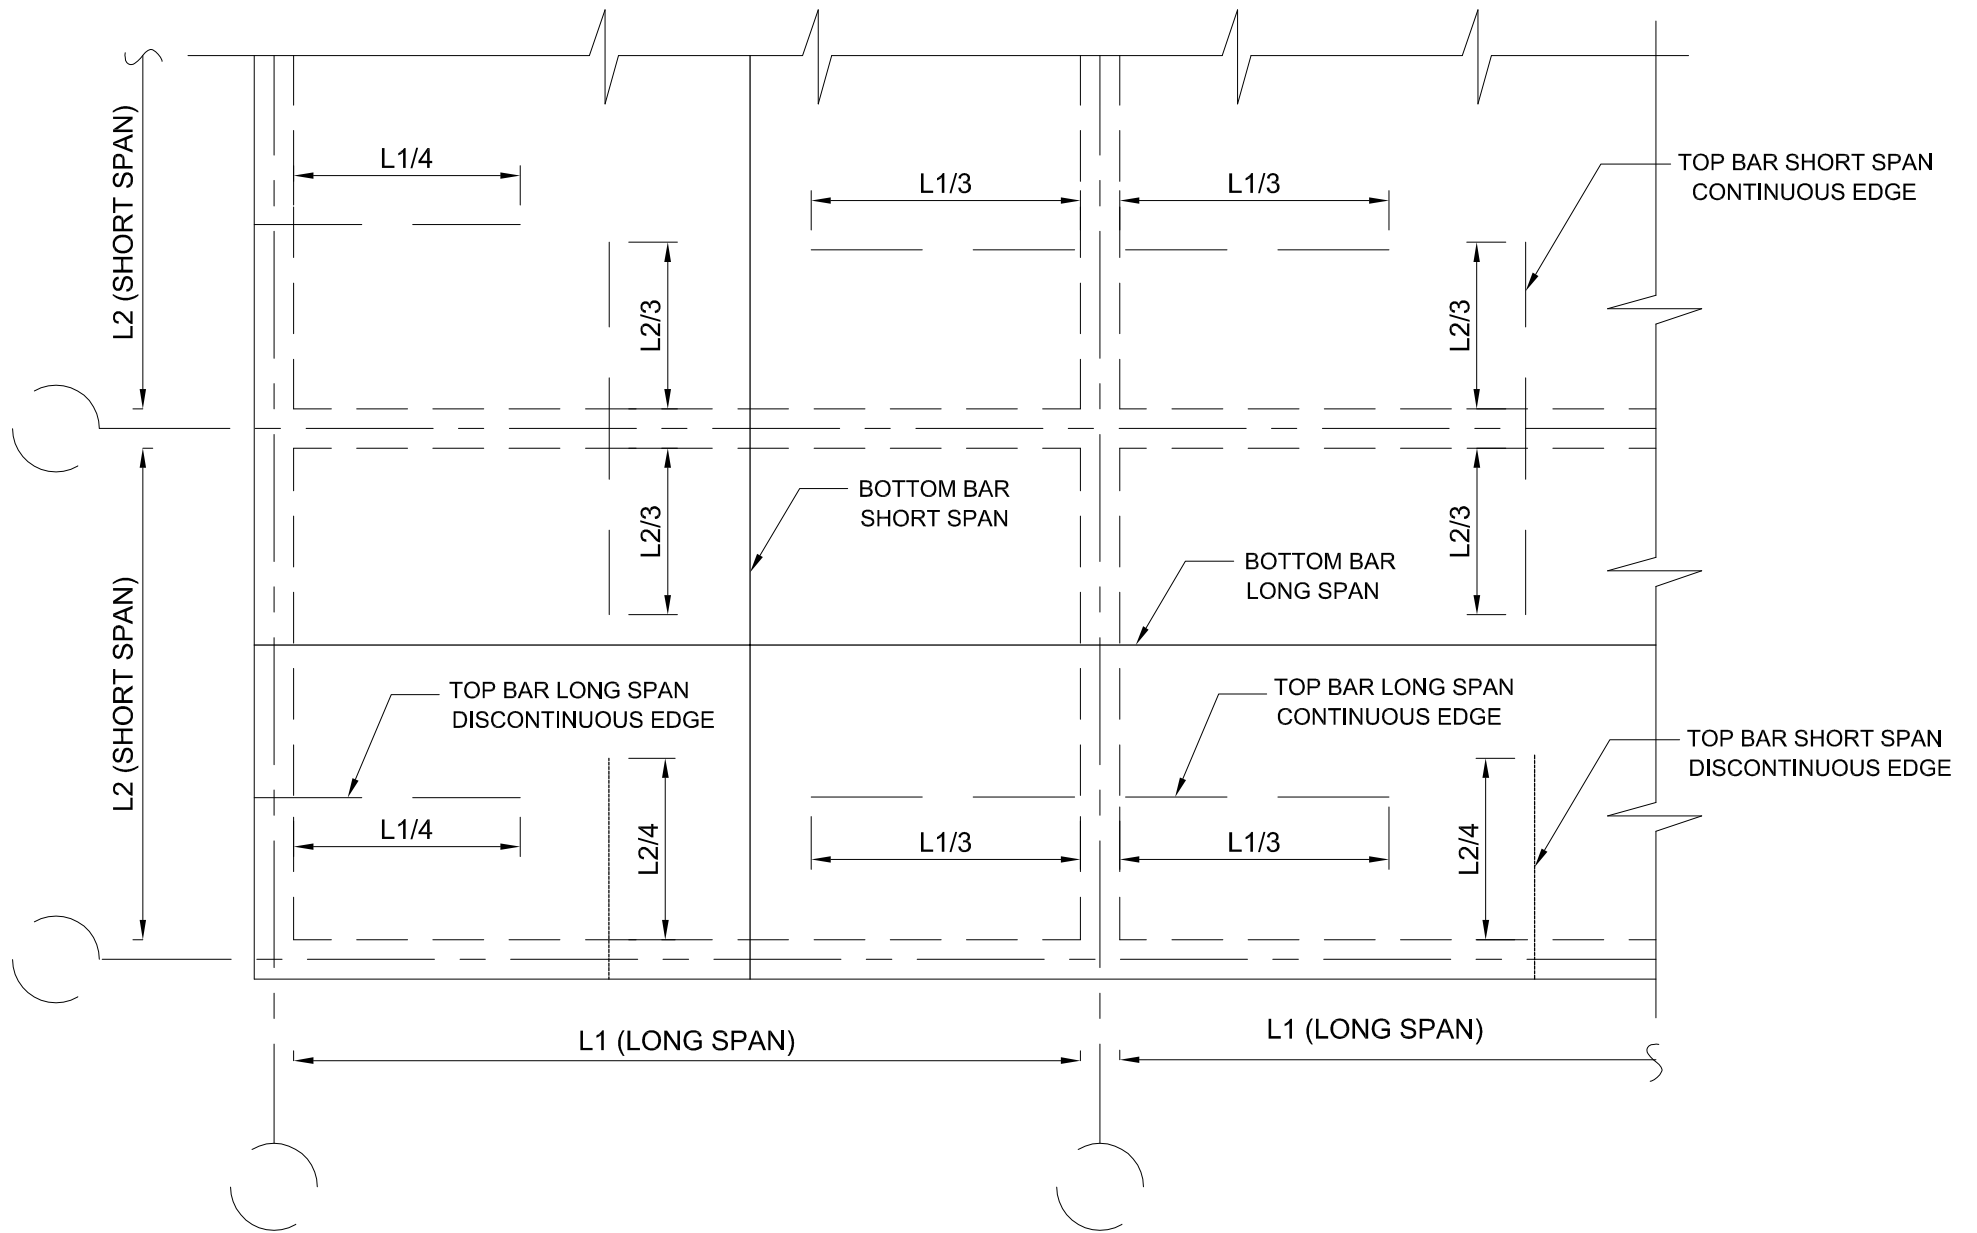 L1/4
L1/3
L1/3
TOP BAR SHORT SPAN
CONTINUOUS EDGE
L2 (SHORT SPAN)
L2/3
L2/3
BOTTOM BAR
SHORT SPAN
L2/3
L2/3
BOTTOM BAR
LONG SPAN
L2 (SHORT SPAN)
TOP BAR LONG SPAN
DISCONTINUOUS EDGE
TOP BAR LONG SPAN
CONTINUOUS EDGE
TOP BAR SHORT SPAN
DISCONTINUOUS EDGE
L1/4
L2/4
L1/3
L1/3
L2/4
L1 (LONG SPAN)
L1 (LONG SPAN)